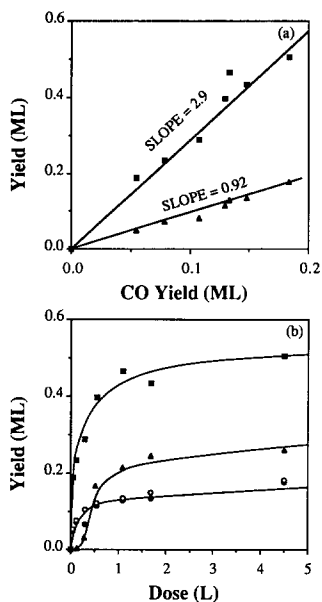 (a)
0.6
0.4
0.2
0.0
Yield (ML)
SLOPE = 2.9
SLOPE = 0.92
0.0
0.1
0.2
CO Yield (ML)
(b)
0.6
0.4
0.2
0.0
Yield (ML)
0
1
2
3
4
5
Dose (L)